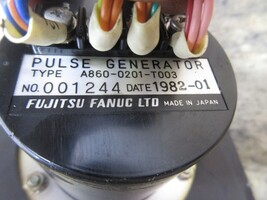 PULSE GENERATOR
TYPE A860-0201-T003
NO. 001244 DATE 1982-01
FUJITSU FANUC LTD MADE IN JAPAN